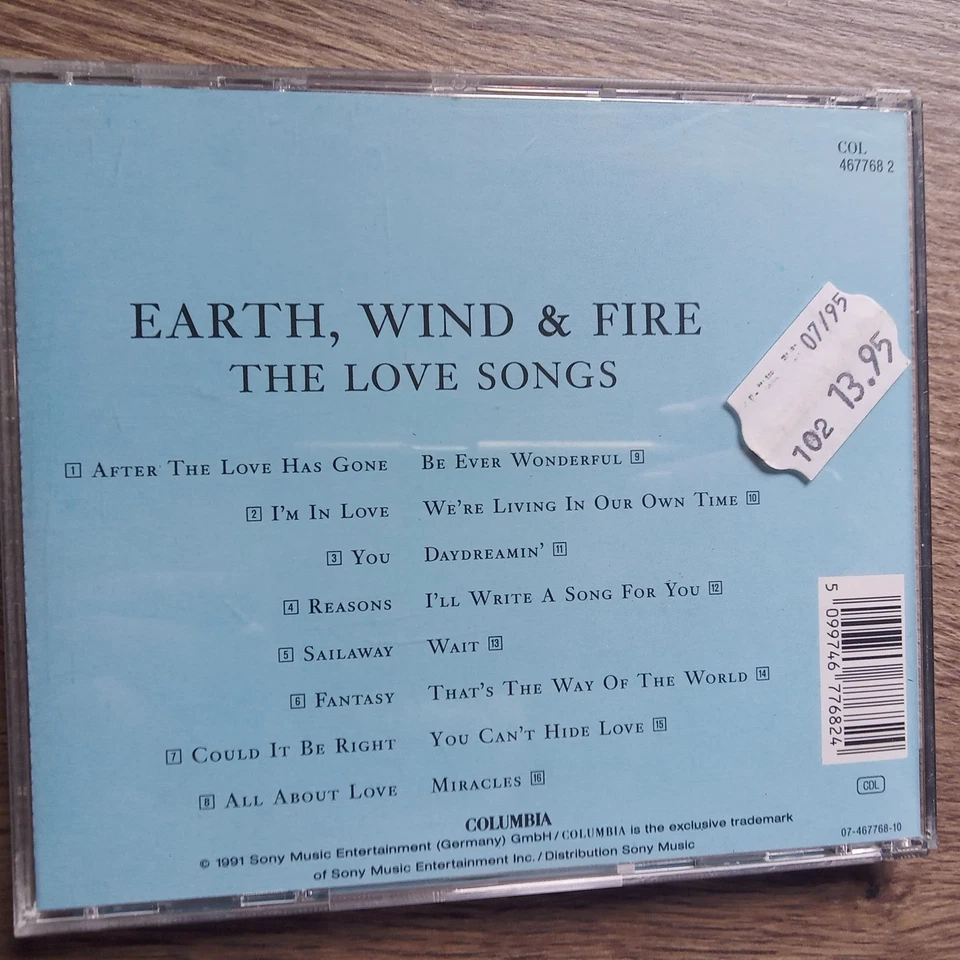 COL
467768 2
EARTH, WIND & FIRE
THE LOVE SONGS
07/95
102 13.95
1 AFTER THE LOVE HAS GONE
2 I'M IN LOVE
3 YOU
4 REASONS
5 SAILAWAY
6 FANTASY
7 COULD IT BE RIGHT
8 ALL ABOUT LOVE
BE EVER WONDERFUL 9
WE'RE LIVING IN OUR OWN TIME 10
DAYDREAMIN' 11
I'LL WRITE A SONG FOR YOU 12
WAIT 13
THAT'S THE WAY OF THE WORLD 14
YOU CAN'T HIDE LOVE 15
MIRACLES 16
5 099746 776824
CDL
COLUMBIA
© 1991 Sony Music Entertainment (Germany) GmbH/COLUMBIA is the exclusive trademark
of Sony Music Entertainment Inc./Distribution Sony Music
07-467768-10